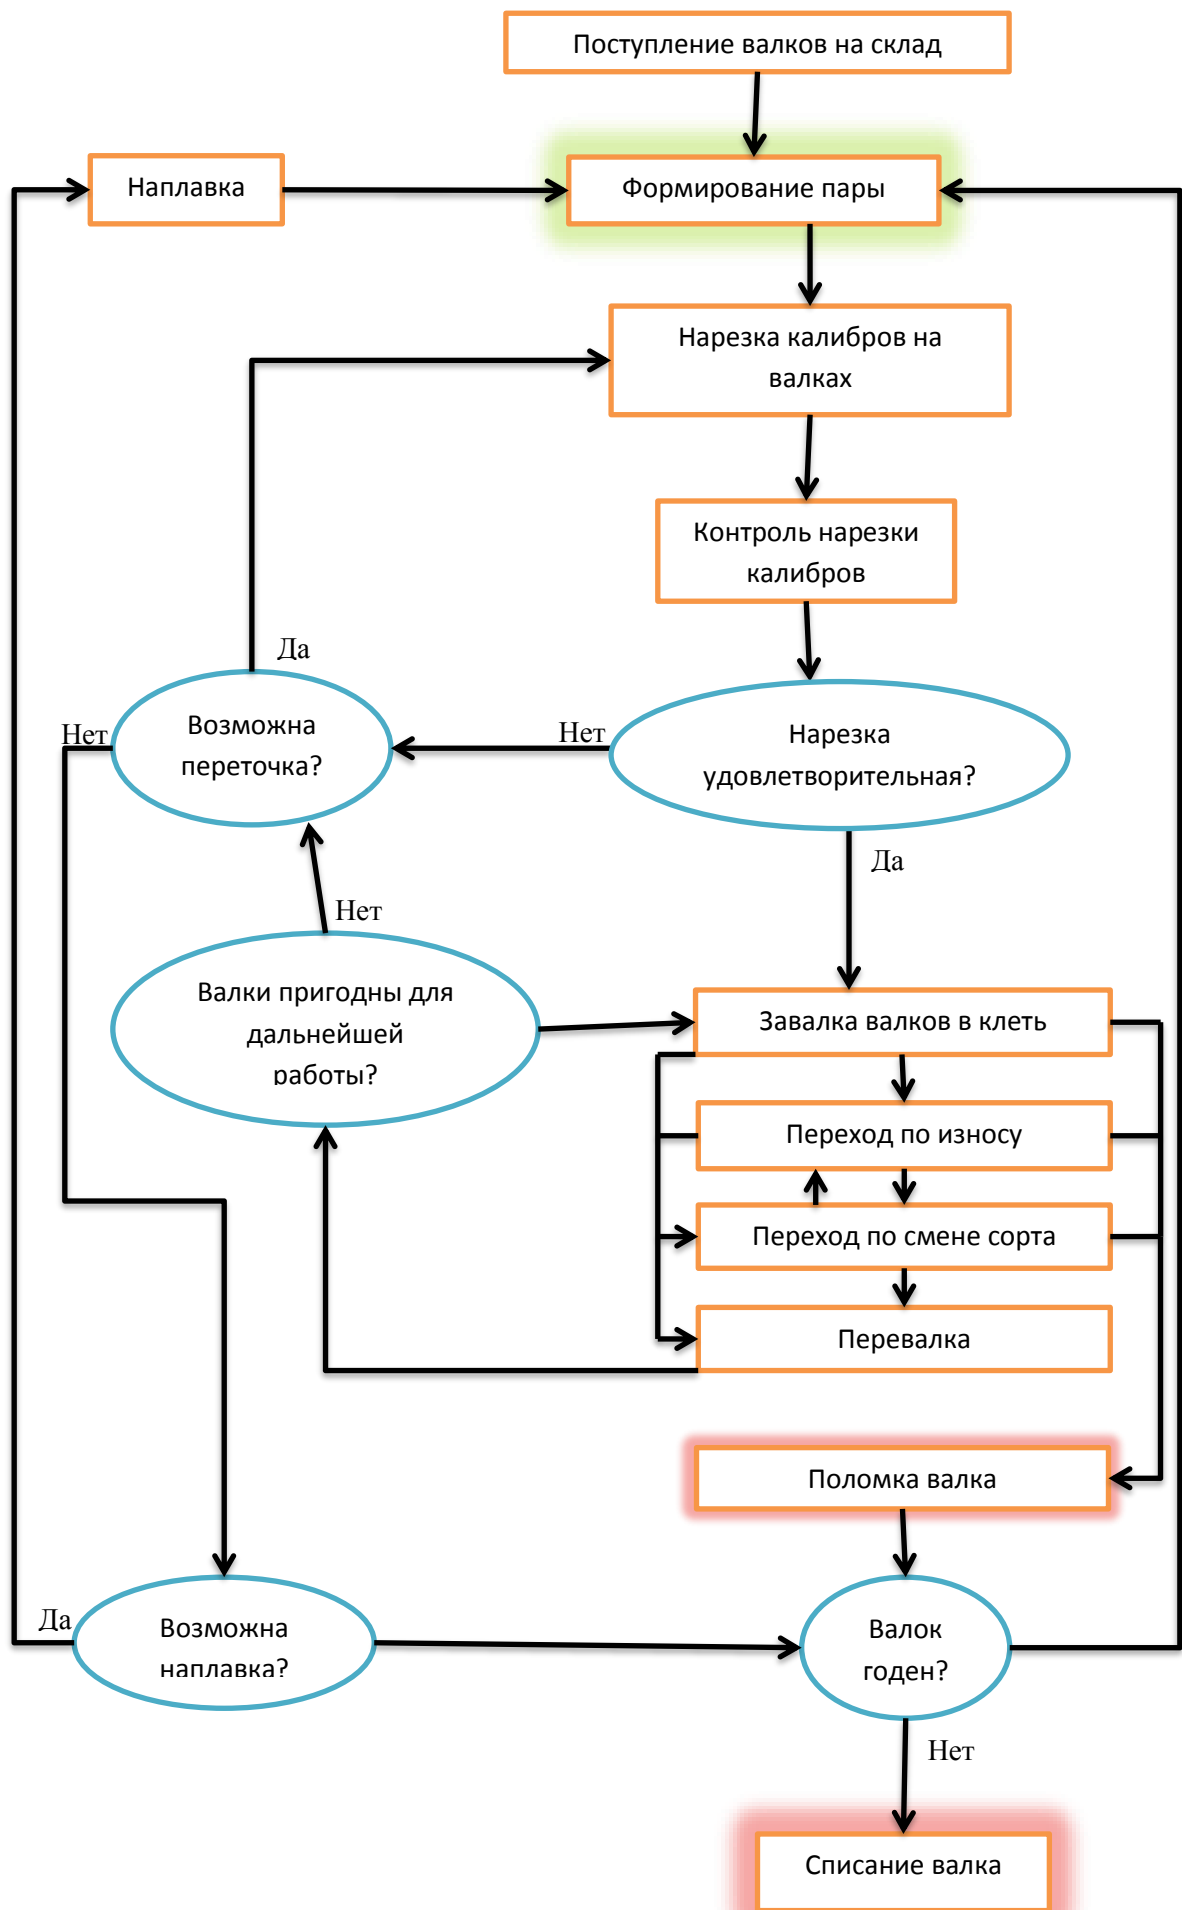 Поступление валков на склад
Наплавка
Формирование пары
Нарезка калибров на
валках
Контроль нарезки
калибров
Да
Нет
Возможна
переточка?
Нет
Нарезка
удовлетворительная?
Да
Нет
Валки пригодны для
дальнейшей
работы?
Завалка валков в клеть
Переход по износу
Переход по смене сорта
Перевалка
Поломка валка
Да
Возможна
наплавка?
Валок
годен?
Нет
Списание валка